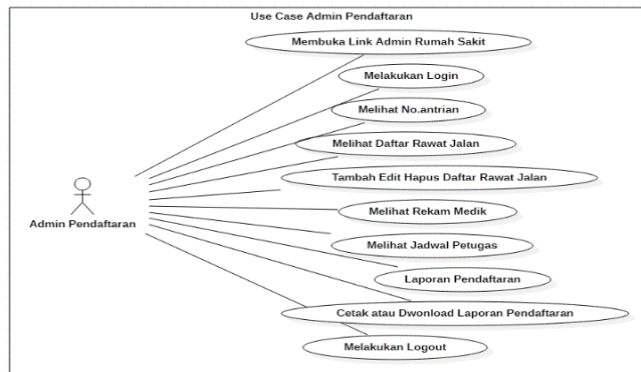 Use Case Admin Pendaftaran
Membuka Link Admin Rumah Sakit
Melakukan Login
Melihat No.antrian
Melihat Daftar Rawat Jalan
Tambah Edit Hapus Daftar Rawat Jalan
Melihat Rekam Medik
Admin Pendaftaran
Melihat Jadwal Petugas
Laporan Pendaftaran
Cetak atau Dwonload Laporan Pendaftaran
Melakukan Logout